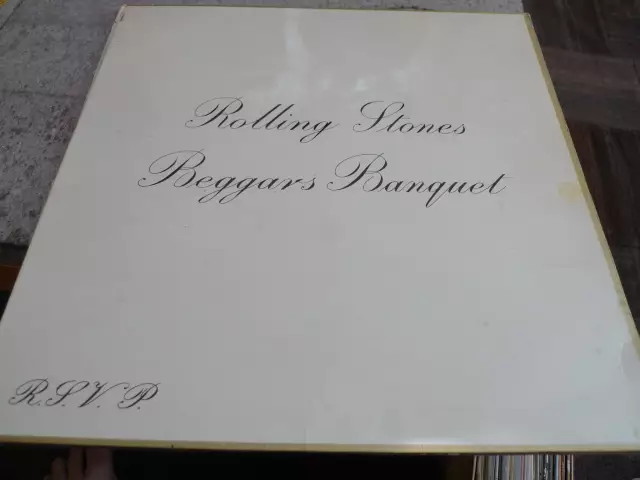 Rolling Stones
Beggars Banquet
R.S.V.P.